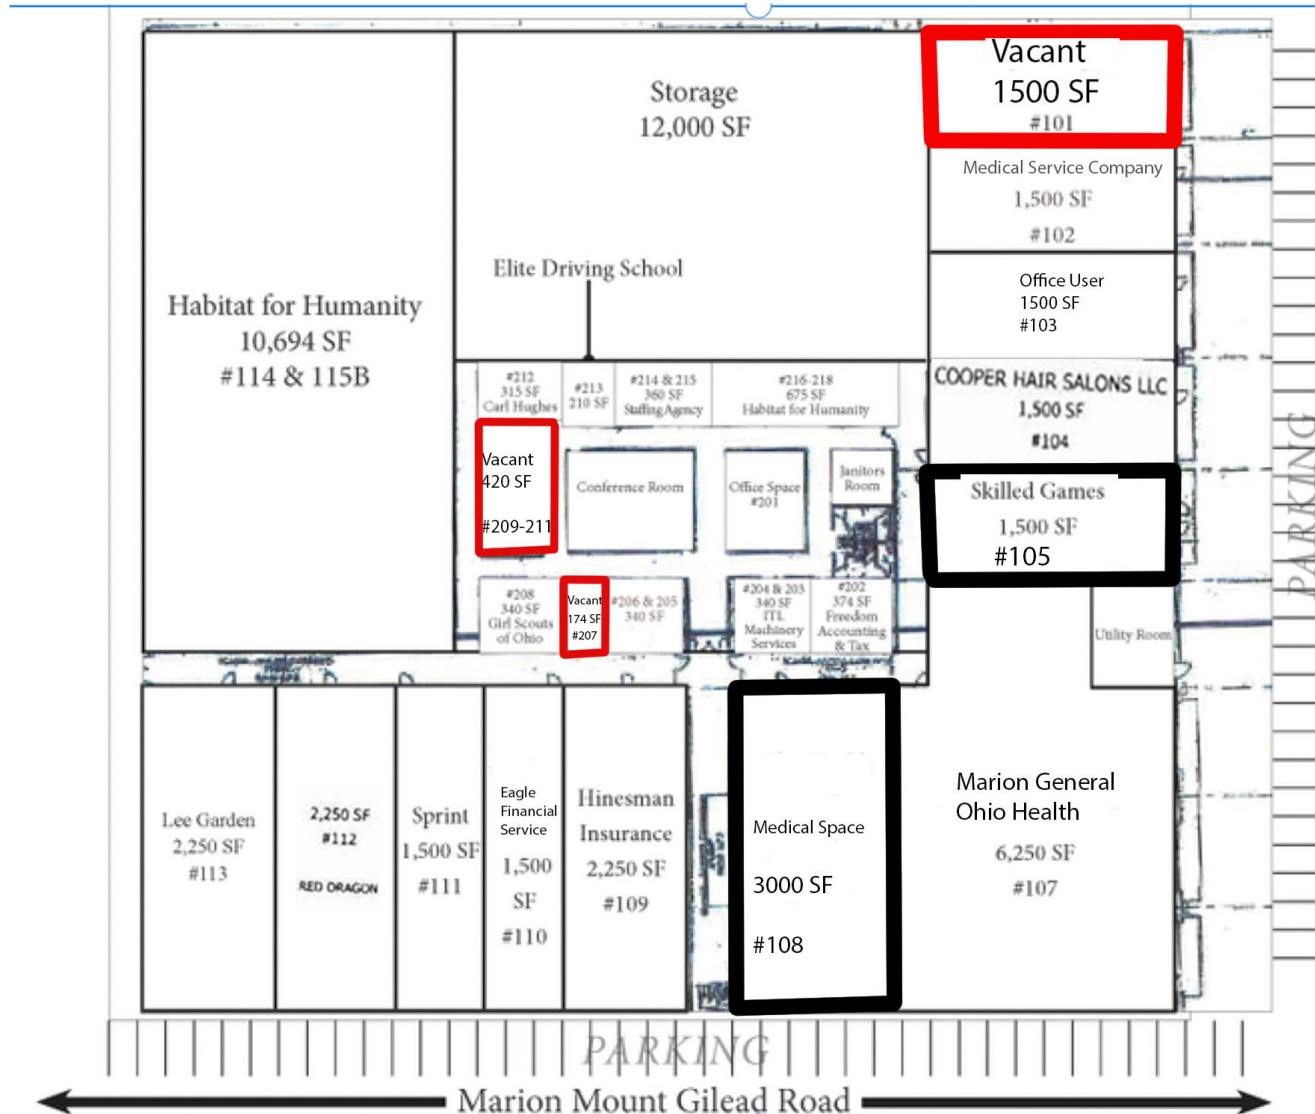 Vacant
1500 SF
#101
Storage
12,000 SF
Medical Service Company
1,500 SF
#102
Elite Driving School
Office User
1500 SF
#103
Habitat for Humanity
10,694 SF
#114 & 115B
#212
315 SF
Carl Hughes
#213
210 SF
#214 & 215
360 SF
Staffing Agency
#216-218
675 SF
Habitat for Humanity
COOPER HAIR SALONS LLC
1,500 SF
#104
Vacant
420 SF
#209-211
Conference Room
Office Space
#201
Janitors
Room
Skilled Games
1,500 SF
#105
PARKING
#208
340 SF
Girl Scouts
of Ohio
Vacant
174 SF
#207
#206 & 205
340 SF
#204 & 203
340 SF
ITL
Machinery
Services
#202
374 SF
Freedom
Accounting
& Tax
Utility Room
Lee Garden
2,250 SF
#113
2,250 SF
#112
RED DRAGON
Sprint
1,500 SF
#111
Eagle
Financial
Service
1,500
SF
#110
Hinesman
Insurance
2,250 SF
#109
Medical Space
3000 SF
#108
Marion General
Ohio Health
6,250 SF
#107
PARKING
Marion Mount Gilead Road